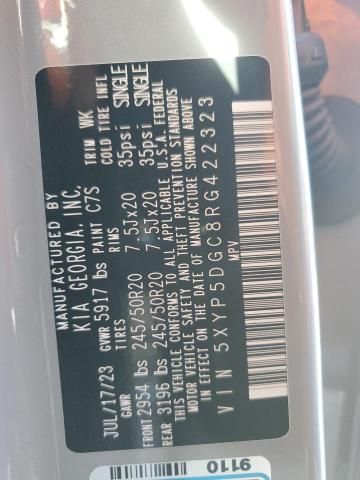 MANUFACTURED BY
KIA GEORGIA, INC.
JUL/17/23 GVWR 5917 lbs PAINT C7S TRIM WK
GAWR TIRES RIMS COLD TIRE INFL
FRONT 2954 lbs 245/50R20 7.5JX20 35psi SINGLE
REAR 3196 lbs 245/50R20 7.5JX20 35psi SINGLE
THIS VEHICLE CONFORMS TO ALL APPLICABLE U.S.A. FEDERAL
MOTOR VEHICLE SAFETY AND THEFT PREVENTION STANDARDS
IN EFFECT ON THE DATE OF MANUFACTURE SHOWN ABOVE
VIN 5XYP5DGC8RG422323
MPV
9110